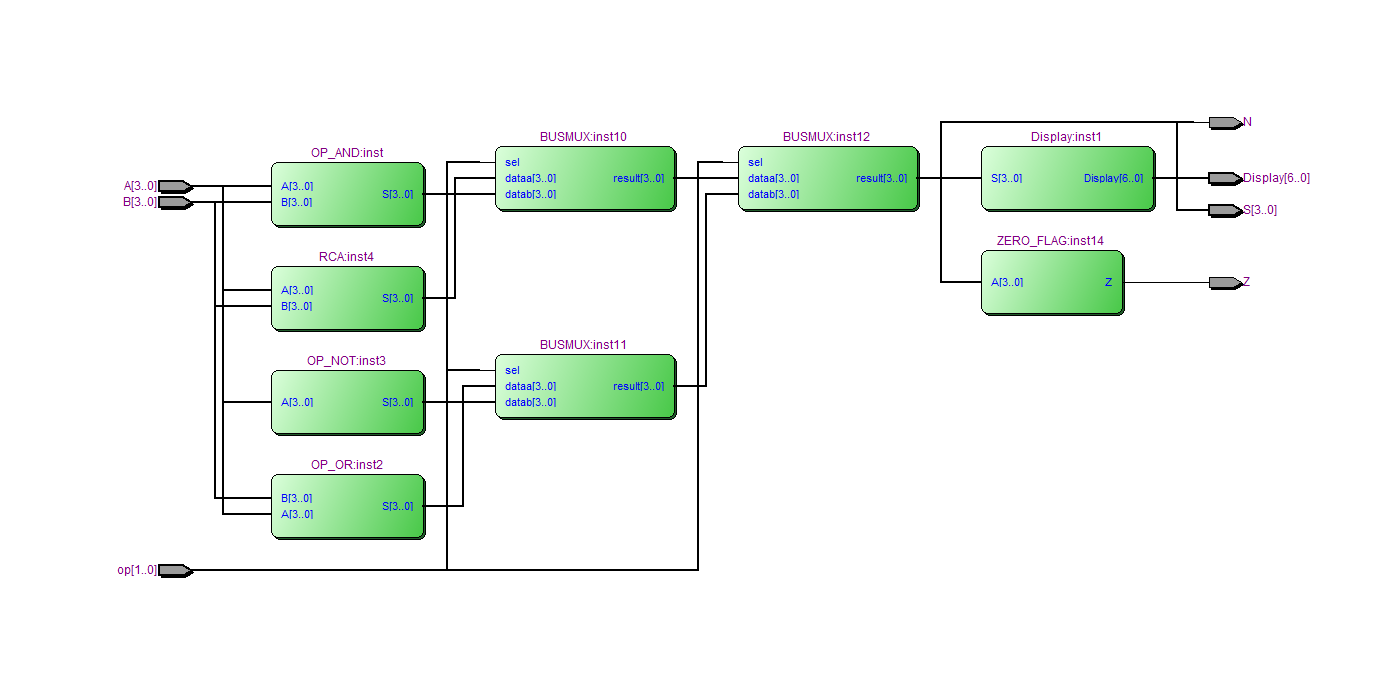 A[3..0]
B[3..0]
op[1..0]
OP_AND:inst
A[3..0]
B[3..0]
S[3..0]
RCA:inst4
A[3..0]
B[3..0]
S[3..0]
OP_NOT:inst3
A[3..0]
S[3..0]
OP_OR:inst2
B[3..0]
A[3..0]
S[3..0]
BUSMUX:inst10
sel
dataa[3..0]
datab[3..0]
result[3..0]
BUSMUX:inst11
sel
dataa[3..0]
datab[3..0]
result[3..0]
BUSMUX:inst12
sel
dataa[3..0]
datab[3..0]
result[3..0]
Display:inst1
S[3..0]
Display[6..0]
ZERO_FLAG:inst14
A[3..0]
Z
N
Display[6..0]
S[3..0]
Z